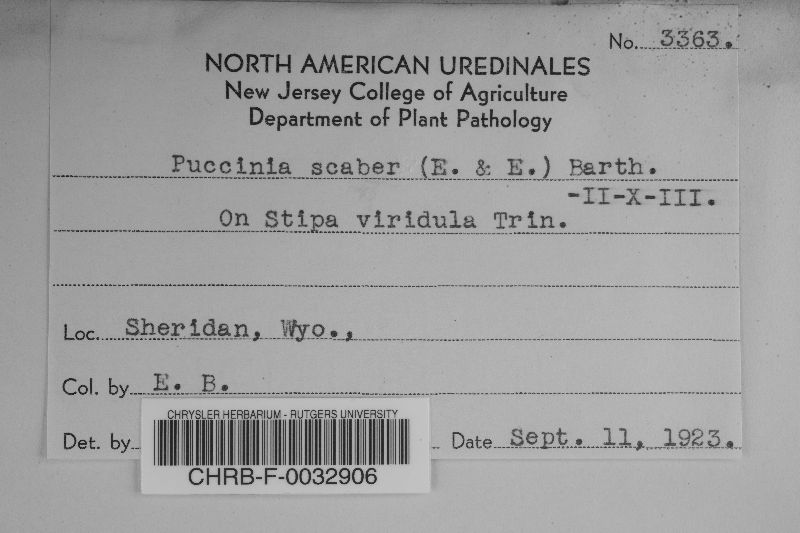 No. 3363.
NORTH AMERICAN UREDINALES
New Jersey College of Agriculture
Department of Plant Pathology
Puccinia scaber (E. & E.) Barth.
-II-X-III.
On Stipa viridula Trin.
Loc. Sheridan, Wyo.,
Col. by E. B.
Det. by
Date Sept. 11, 1923.
CHRYSLER HERBARIUM - RUTGERS UNIVERSITY
CHRB-F-0032906